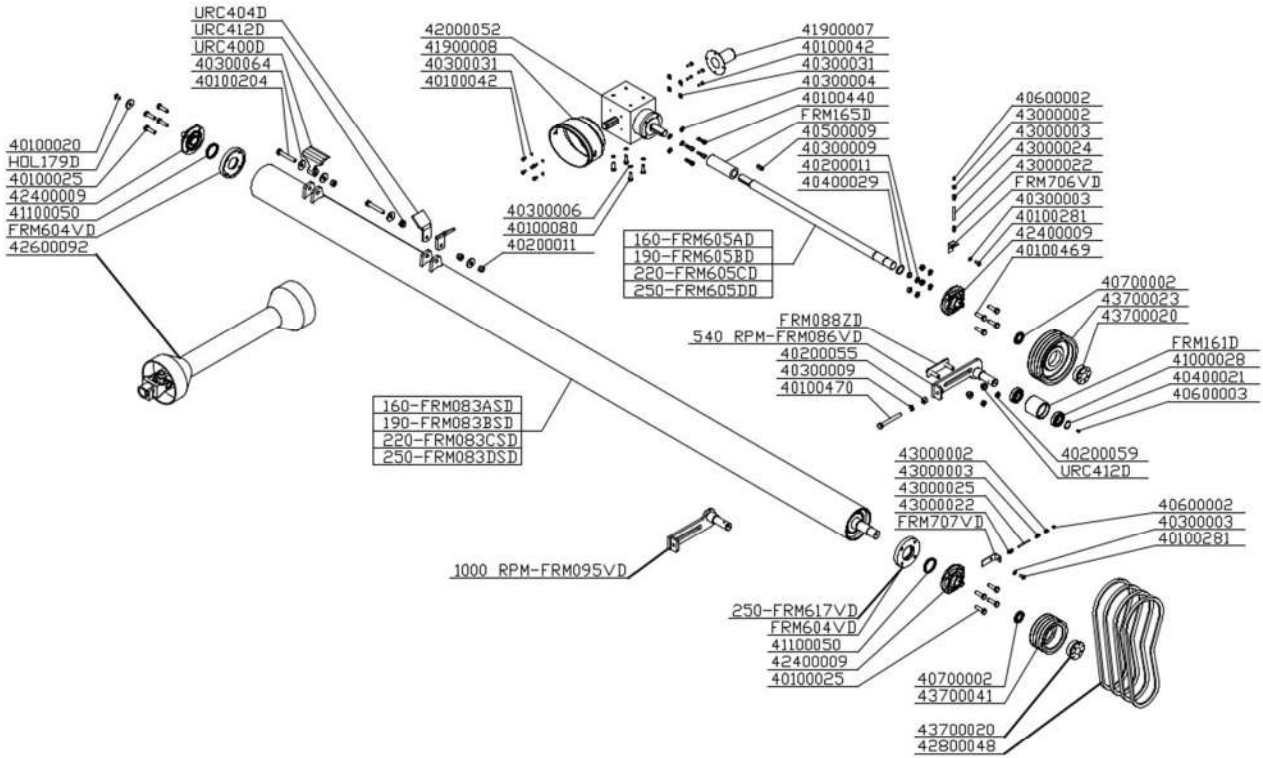 URC404D
URC412D
URC400D
40300064
40100204
42000052
41900008
40300031
40100042
41900007
40100042
40300031
40300004
40100440
FRM165D
40500009
40300009
40200011
40400029
40600002
43000002
43000003
43000024
43000022
FRM706VD
40300003
40100281
42400009
40100469
40100020
HOL179D
40100025
42400009
41100050
FRM604VD
42600092
40300006
40100080
40200011
160-FRM605AD
190-FRM605BD
220-FRM605CD
250-FRM605DD
40700002
43700023
43700020
FRM088ZD
540 RPM-FRM086VD
40200055
40300009
40100470
FRM161D
41000028
40400021
40600003
160-FRM083ASD
190-FRM083BSD
220-FRM083CSD
250-FRM083DSD
40200059
URC412D
43000002
43000003
43000025
43000022
FRM707VD
40600002
40300003
40100281
1000 RPM-FRM095VD
250-FRM617VD
FRM604VD
41100050
42400009
40100025
40700002
43700041
43700020
42800048